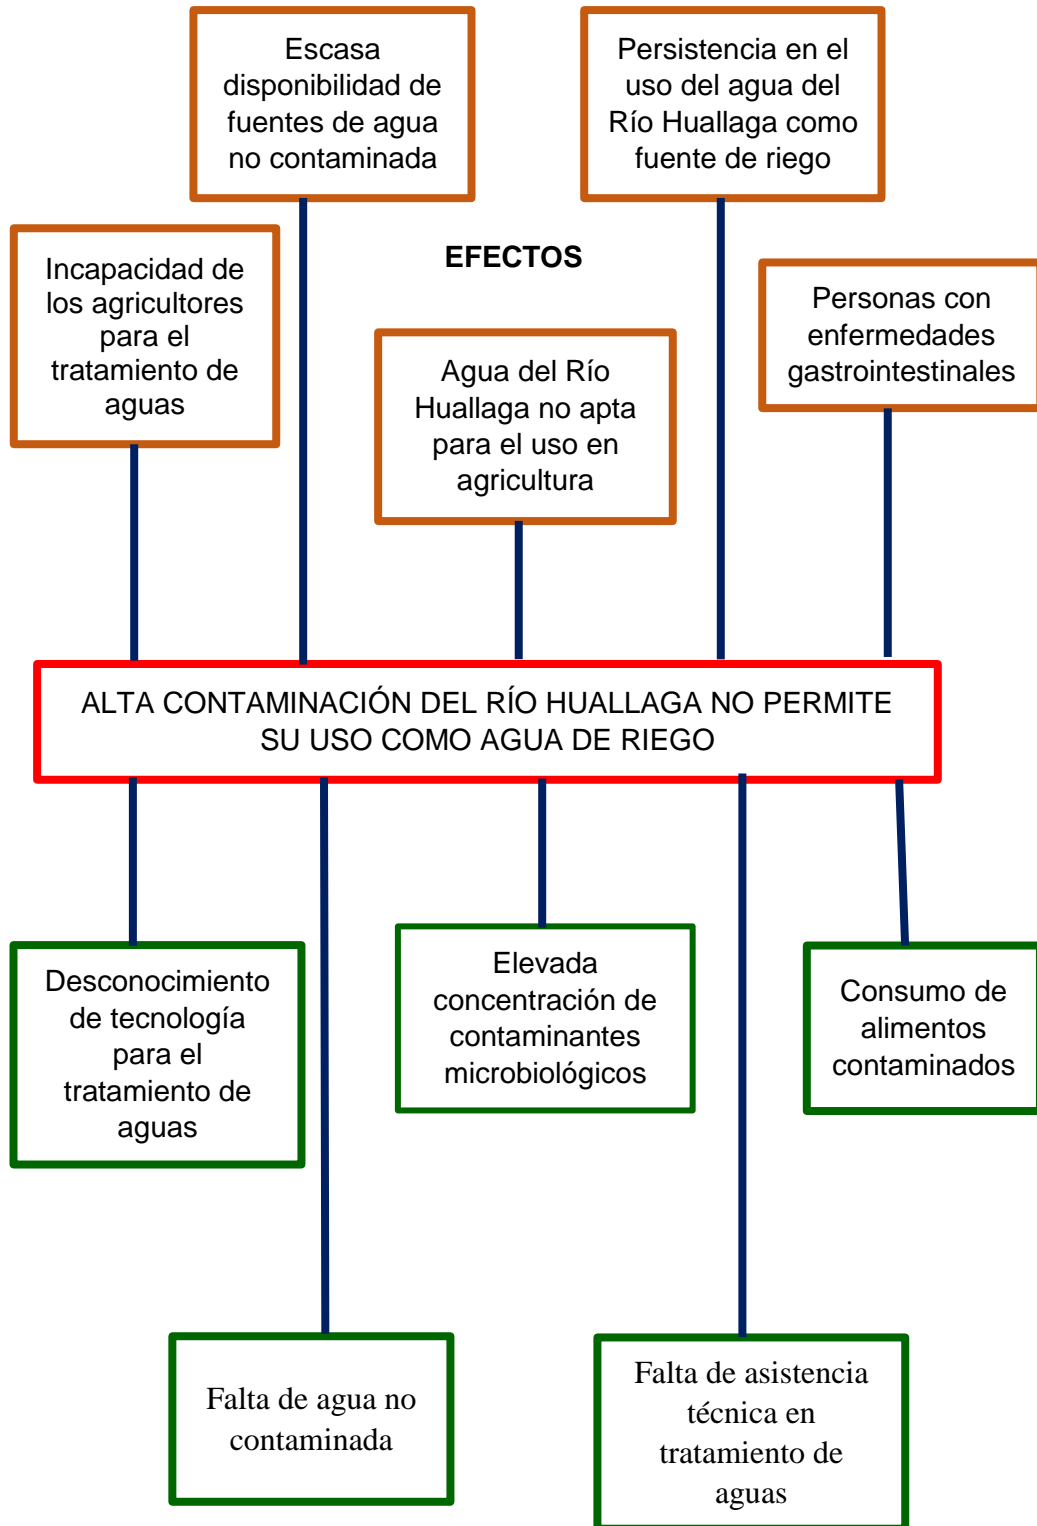 Escasa
disponibilidad de
fuentes de agua
no contaminada
Persistencia en el
uso del agua del
Río Huallaga como
fuente de riego
EFECTOS
Incapacidad de
los agricultores
para el
tratamiento de
aguas
Personas con
enfermedades
gastrointestinales
Agua del Río
Huallaga no apta
para el uso en
agricultura
ALTA CONTAMINACIÓN DEL RÍO HUALLAGA NO PERMITE
SU USO COMO AGUA DE RIEGO
Desconocimiento
de tecnología
para el
tratamiento de
aguas
Elevada
concentración de
contaminantes
microbiológicos
Consumo de
alimentos
contaminados
Falta de agua no
contaminada
Falta de asistencia
técnica en
tratamiento de
aguas